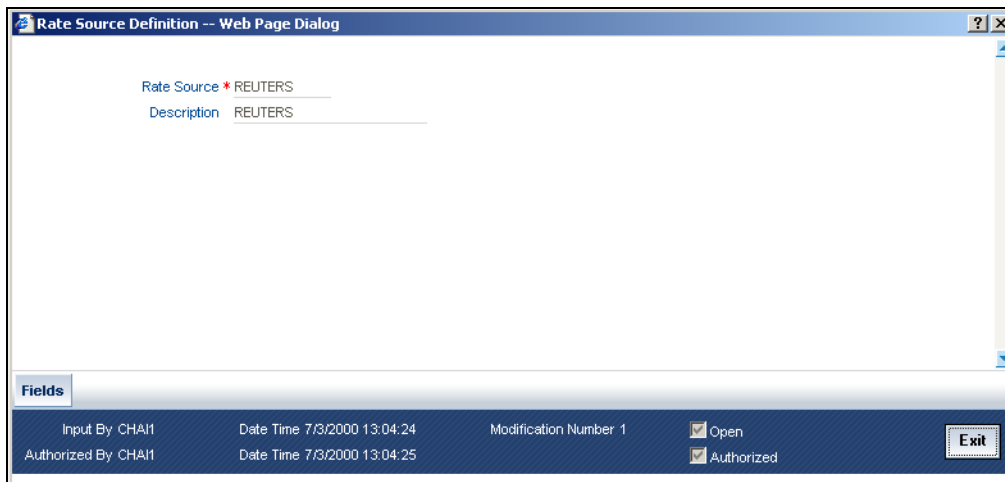 Rate Source Definition -- Web Page Dialog
Rate Source * REUTERS
Description REUTERS
Fields
Input By CHAI1 Date Time 7/3/2000 13:04:24 Modification Number 1 Open
Authorized By CHAI1 Date Time 7/3/2000 13:04:25 Authorized
Exit